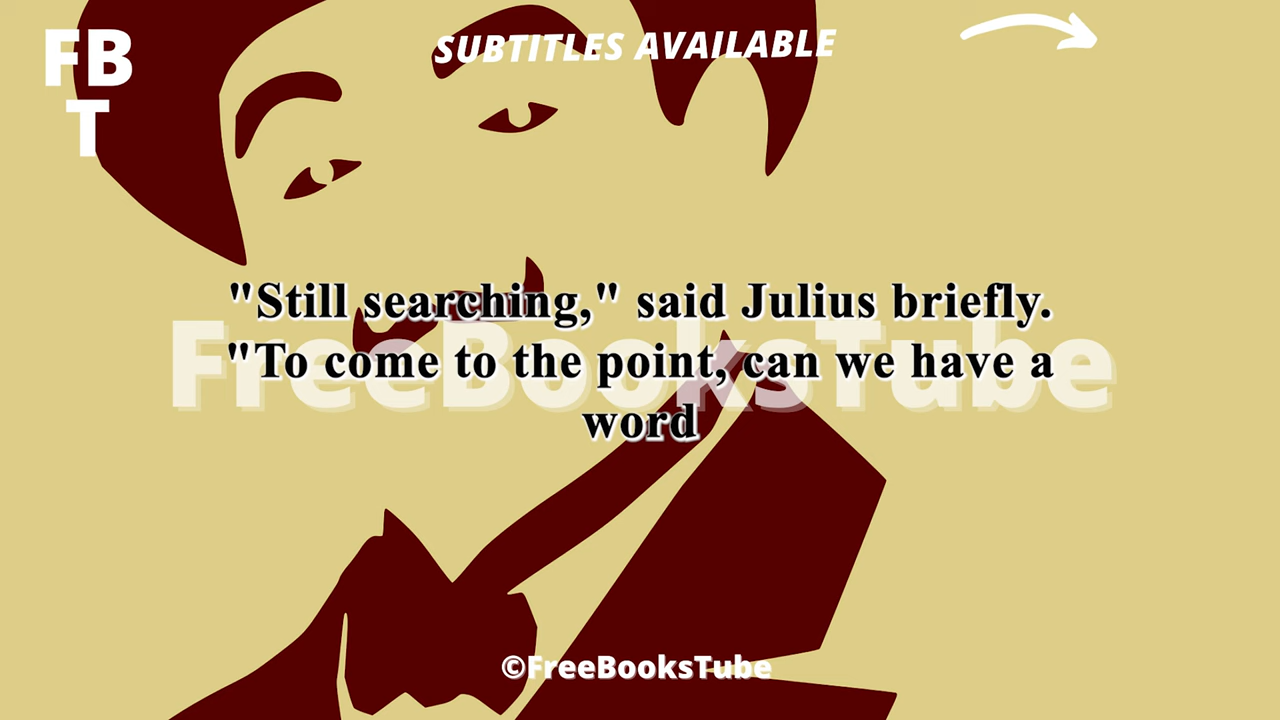 FB
T
SUBTITLES AVAILABLE
"Still searching," said Julius briefly.
"To come to the point, can we have a
word
FreeBooksTube
©FreeBooksTube